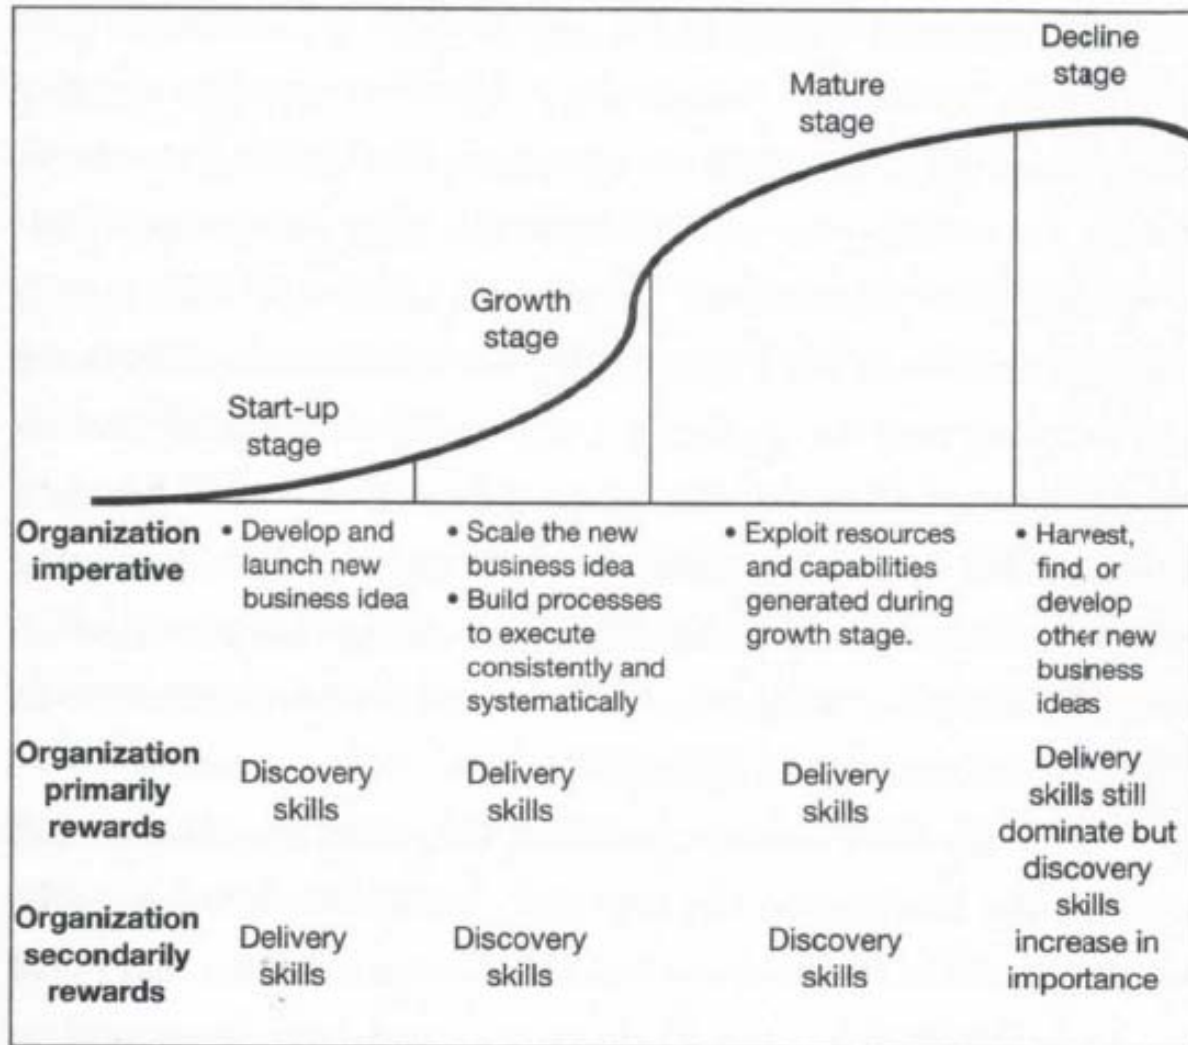 Decline
stage
Mature
stage
Growth
stage
Start-up
stage
Organization
imperative
• Develop and
launch new
business idea
• Scale the new
business idea
• Build processes
to execute
consistently and
systematically
• Exploit resources
and capabilities
generated during
growth stage.
• Harvest,
find, or
develop
other new
business
ideas
Organization
primarily
rewards
Discovery
skills
Delivery
skills
Delivery
skills
Delivery
skills still
dominate but
discovery
skills
increase in
importance
Organization
secondarily
rewards
Delivery
skills
Discovery
skills
Discovery
skills